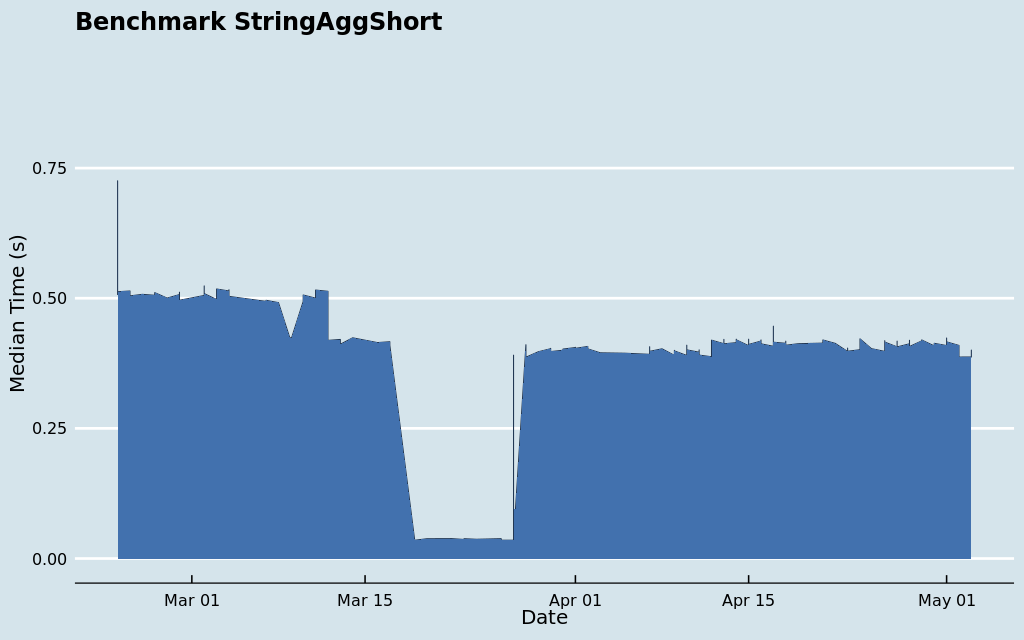 Benchmark StringAggShort
Median Time (s)
0.75
0.50
0.25
0.00
Mar 01
Mar 15
Apr 01
Apr 15
May 01
Date